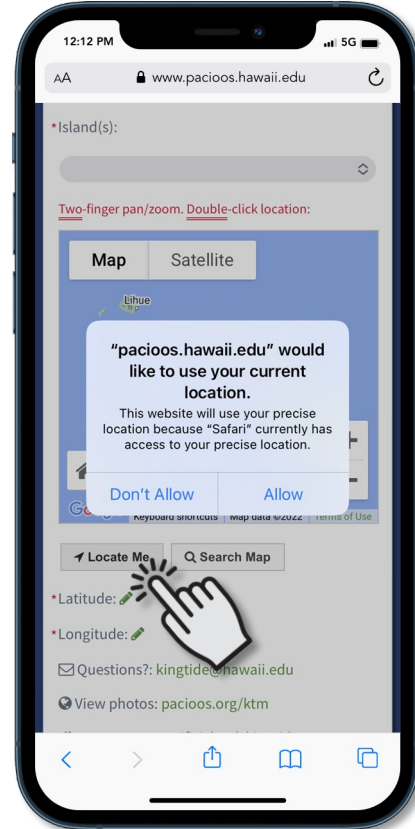 12:12 PM
5G
AA
www.pacioos.hawaii.edu
*Island(s):
Two-finger pan/zoom. Double-click location:
Map
Satellite
Lihue
"pacioos.hawaii.edu" would
like to use your current
location.
This website will use your precise
location because "Safari" currently has
access to your precise location.
Don't Allow
Allow
Keyboard shortcuts
Map data ©2022
Terms of Use
Locate Me
Search Map
*Latitude:
*Longitude:
Questions?: kingtide@hawaii.edu
View photos: pacioos.org/ktm